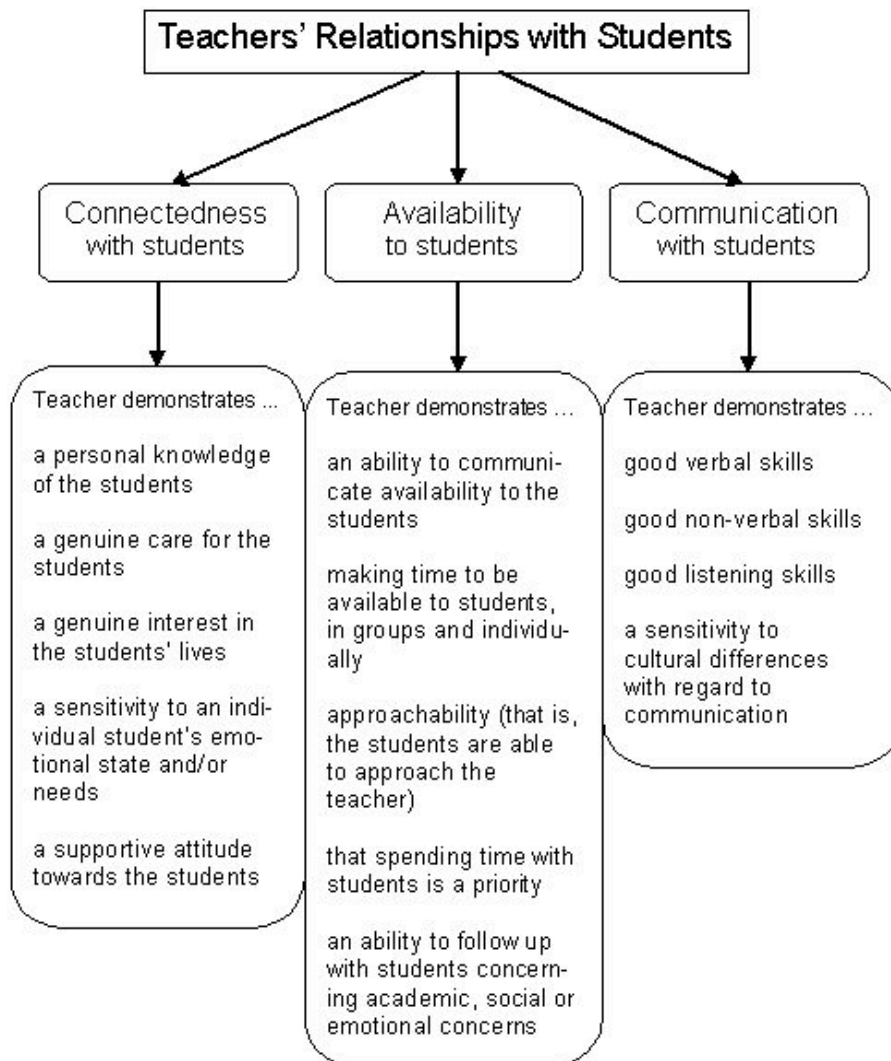 Teachers' Relationships with Students
Connectedness
with students
Availability
to students
Communication
with students
Teacher demonstrates ...
a personal knowledge
of the students
a genuine care for the
students
a genuine interest in
the students' lives
a sensitivity to an indi-
vidual student's emo-
tional state and/or
needs
a supportive attitude
towards the students
Teacher demonstrates ...
an ability to communi-
cate availability to the
students
making time to be
available to students,
in groups and individu-
ally
approachability (that is,
the students are able
to approach the
teacher)
that spending time with
students is a priority
an ability to follow up
with students concern-
ing academic, social or
emotional concerns
Teacher demonstrates ...
good verbal skills
good non-verbal skills
good listening skills
a sensitivity to
cultural differences
with regard to
communication